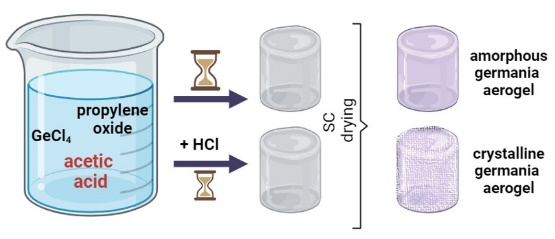 propylene
oxide
GeCl₄
acetic
acid
+ HCl
SC
drying
amorphous
germania
aerogel
crystalline
germania
aerogel